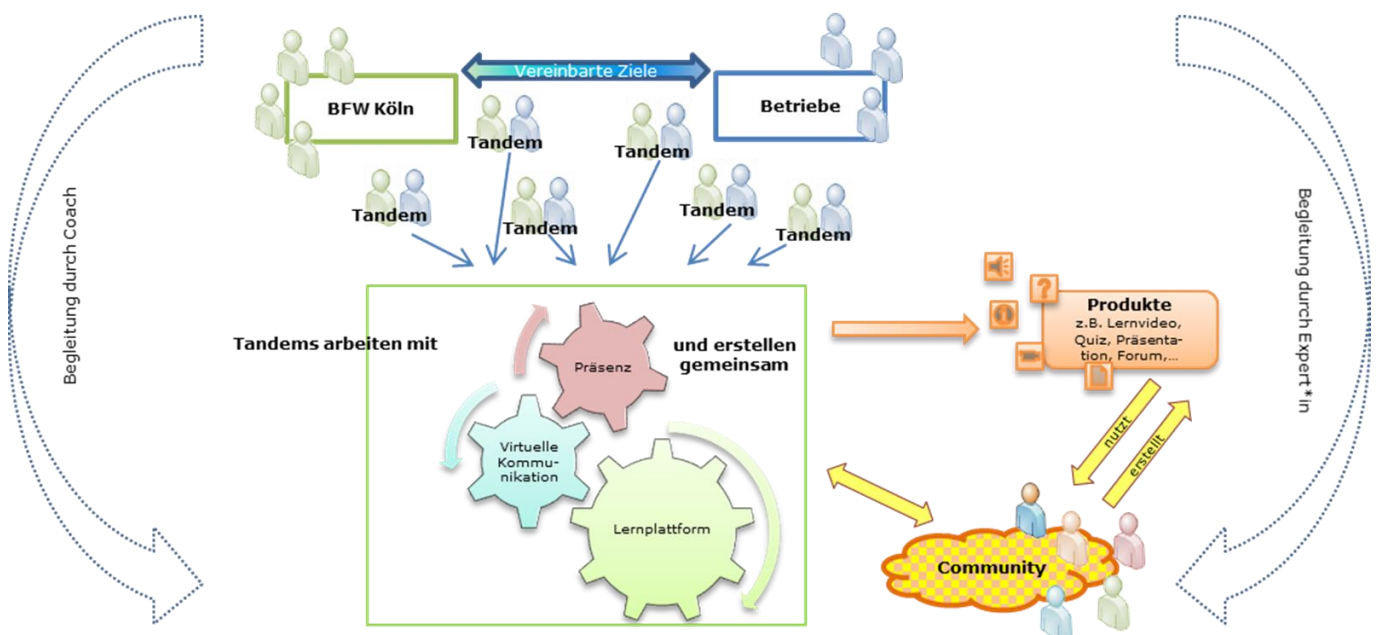 Vereinbarte Ziele
BFW Köln
Betriebe
Tandem
Tandem
Tandem
Tandem
Tandem
Tandem
Begleitung durch Coach
Begleitung durch Expert*in
Tandems arbeiten mit
Präsenz
Virtuelle
Kommu-
nikation
Lernplattform
und erstellen
gemeinsam
Produkte
z.B. Lernvideo,
Quiz, Präsenta-
tion, Forum,...
nutzt
erstellt
Community